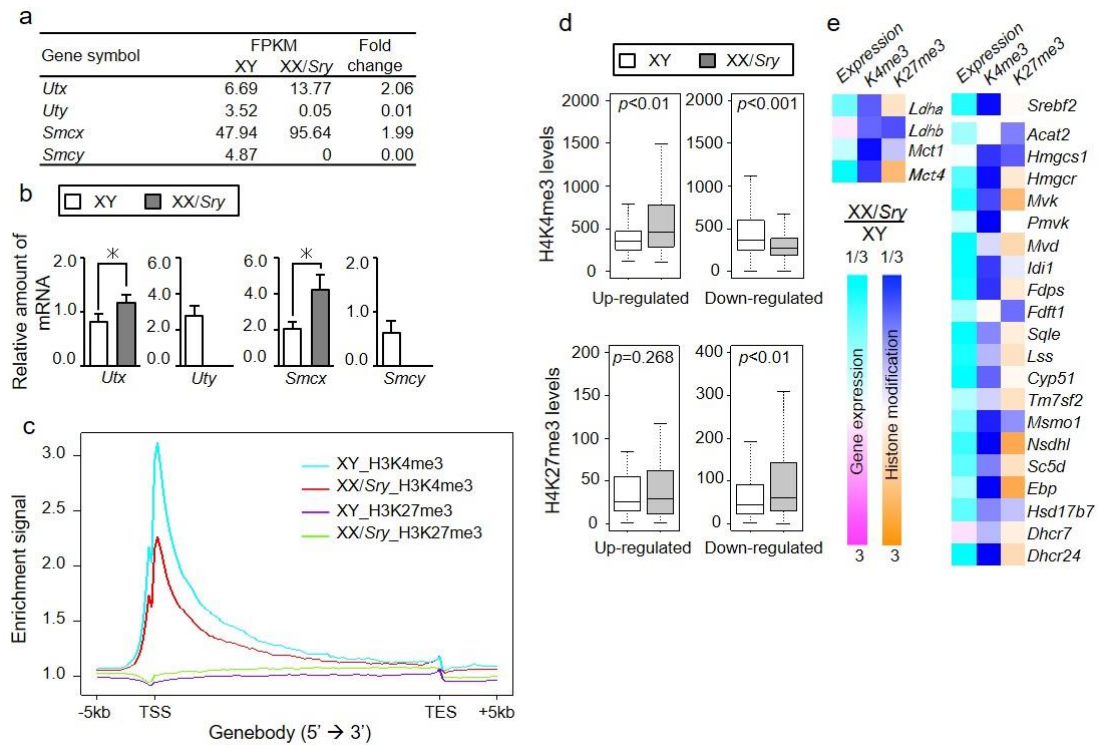 a
Gene symbol FPKM Fold change
XY XX/Sry
Utx 6.69 13.77 2.06
Uty 3.52 0.05 0.01
Smcx 47.94 95.64 1.99
Smcy 4.87 0 0.00
b
XY XX/Sry
Relative amount of mRNA
2.0 1.0 0.0
*
Utx
6.0 4.0 2.0 0.0
Uty
6.0 4.0 2.0 0.0
*
Smcx
2.0 1.0 0.0
Smcy
c
Enrichment signal
3.0
2.5
2.0
1.5
1.0
XY_H3K4me3
XX/Sry_H3K4me3
XY_H3K27me3
XX/Sry_H3K27me3
-5kb TSS TES +5kb
Genebody (5' → 3')
d
XY XX/Sry
H4K4me3 levels
2000 1500 1000 500 0
p<0.01
Up-regulated
2000 1500 1000 500 0
p<0.001
Down-regulated
H4K27me3 levels
200 150 100 50 0
p=0.268
Up-regulated
400 300 200 100 0
p<0.01
Down-regulated
e
Expression K4me3 K27me3
Ldha
Ldhb
Mct1
Mct4
XX/Sry
XY
1/3 1/3
Gene expression
Histone modification
3 3
Expression K4me3 K27me3
Srebf2
Acat2
Hmgcs1
Hmgcr
Mvk
Pmvk
Mvd
Idi1
Fdps
Fdft1
Sqle
Lss
Cyp51
Tm7sf2
Msmo1
Nsdhl
Sc5d
Ebp
Hsd17b7
Dhcr7
Dhcr24